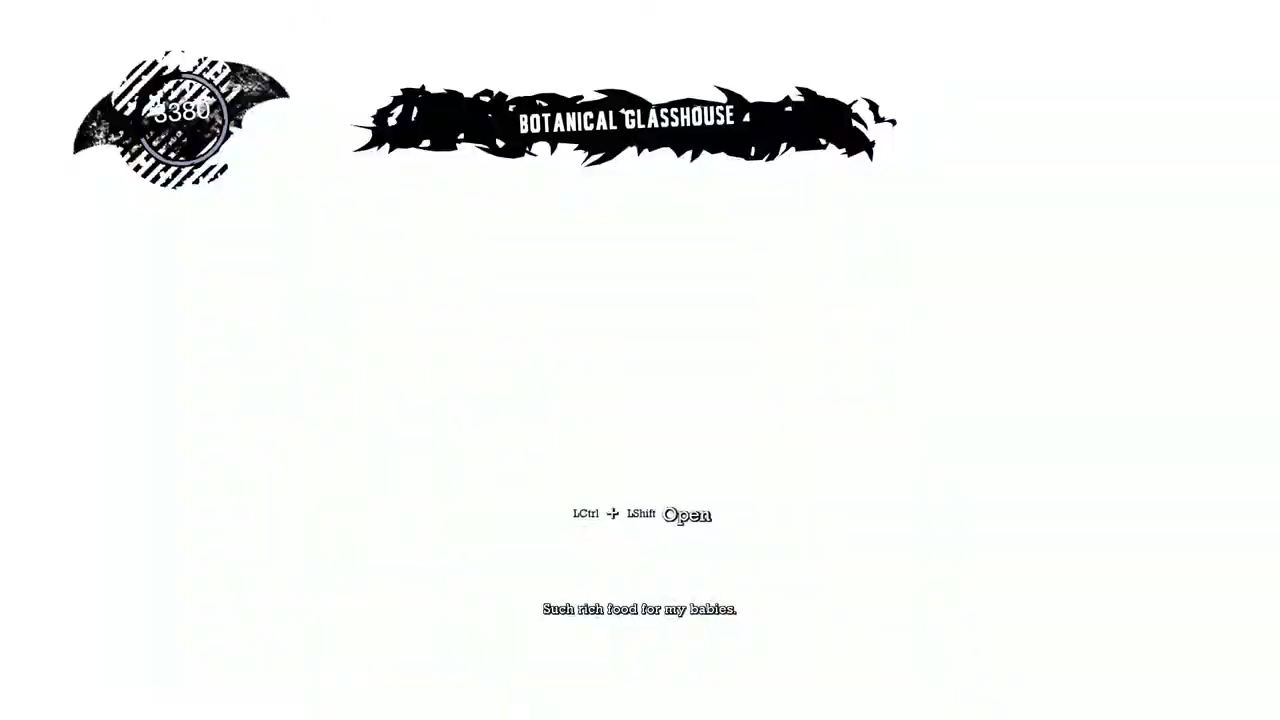 3380
BOTANICAL GLASSHOUSE
LCtrl + LShift Open
Such rich food for my babies.